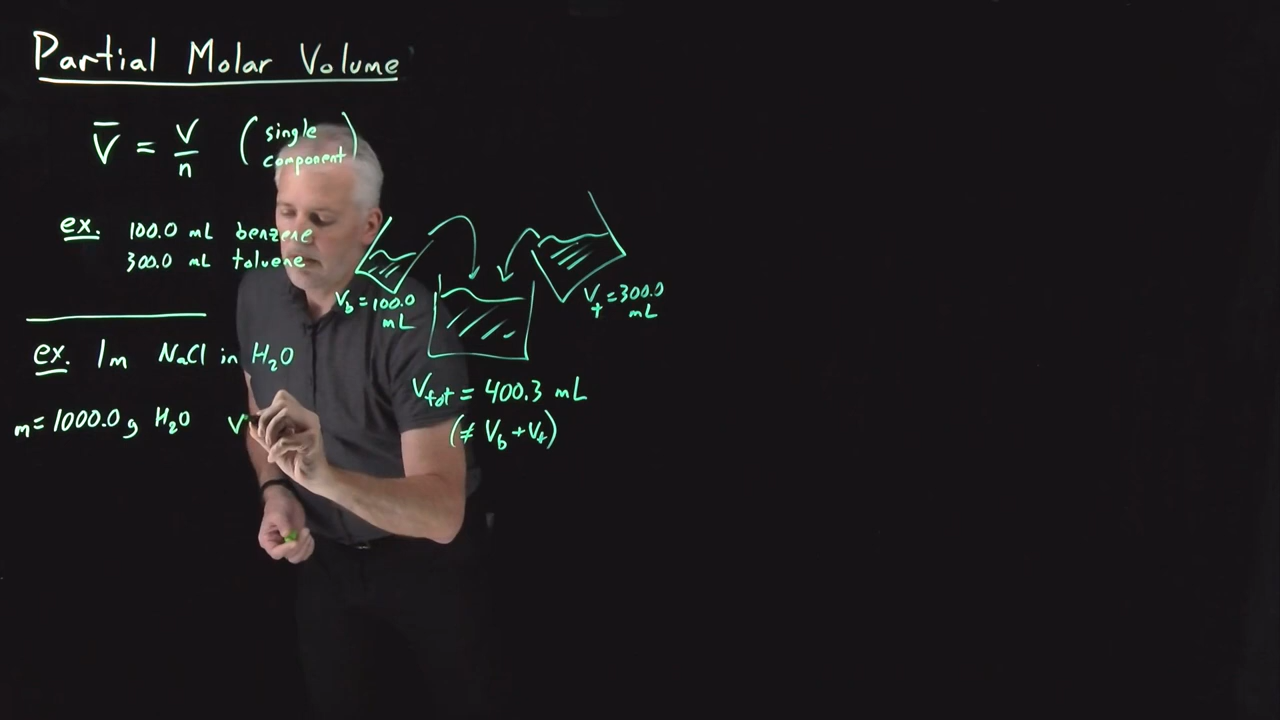 Partial Molar Volume
V̅ = V/n (single component)
ex. 100.0 mL benzene
300.0 mL toluene
V_b = 100.0 mL
V_t = 300.0 mL
V_tot = 400.3 mL
(≠ V_b + V_t)
ex. 1m NaCl in H₂O
m = 1000.0 g H₂O V